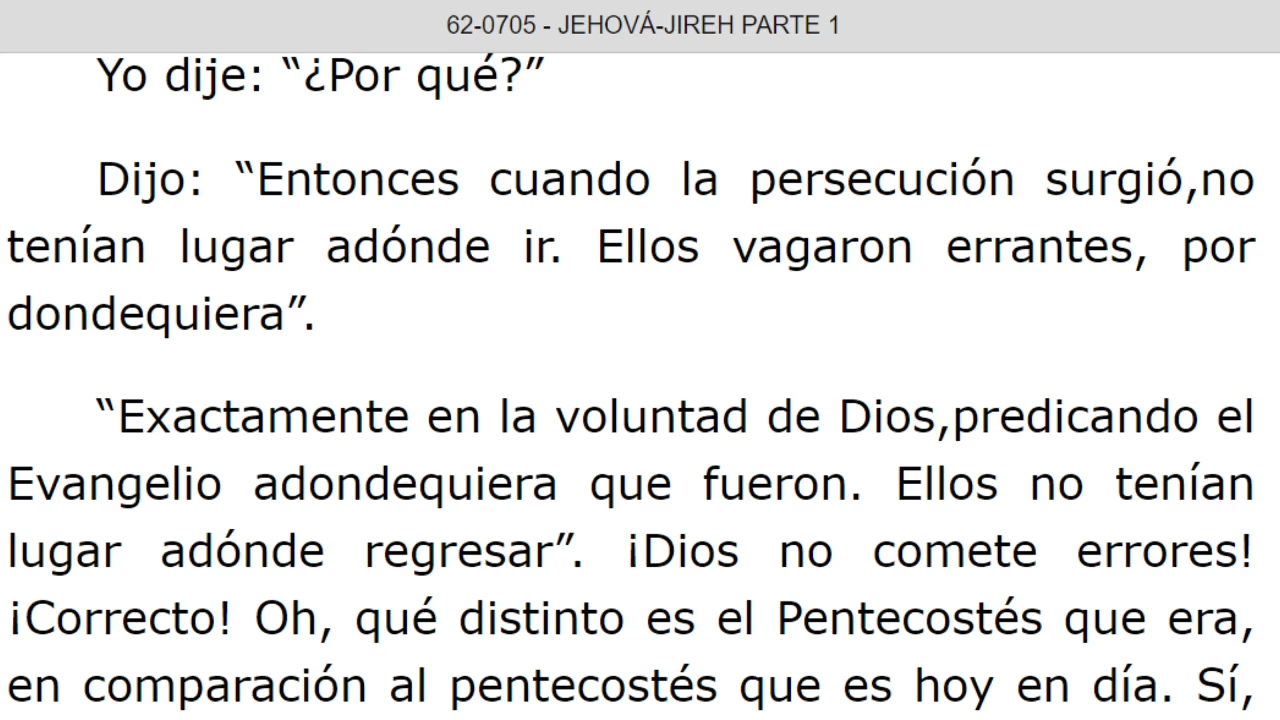 62-0705 - JEHOVÁ-JIREH PARTE 1
Yo dije: “¿Por qué?”
Dijo: “Entonces cuando la persecución surgió,no
tenían lugar adónde ir. Ellos vagaron errantes, por
dondequiera”.
“Exactamente en la voluntad de Dios,predicando el
Evangelio adondequiera que fueron. Ellos no tenían
lugar adónde regresar”. ¡Dios no comete errores!
¡Correcto! Oh, qué distinto es el Pentecostés que era,
en comparación al pentecostés que es hoy en día. Sí,